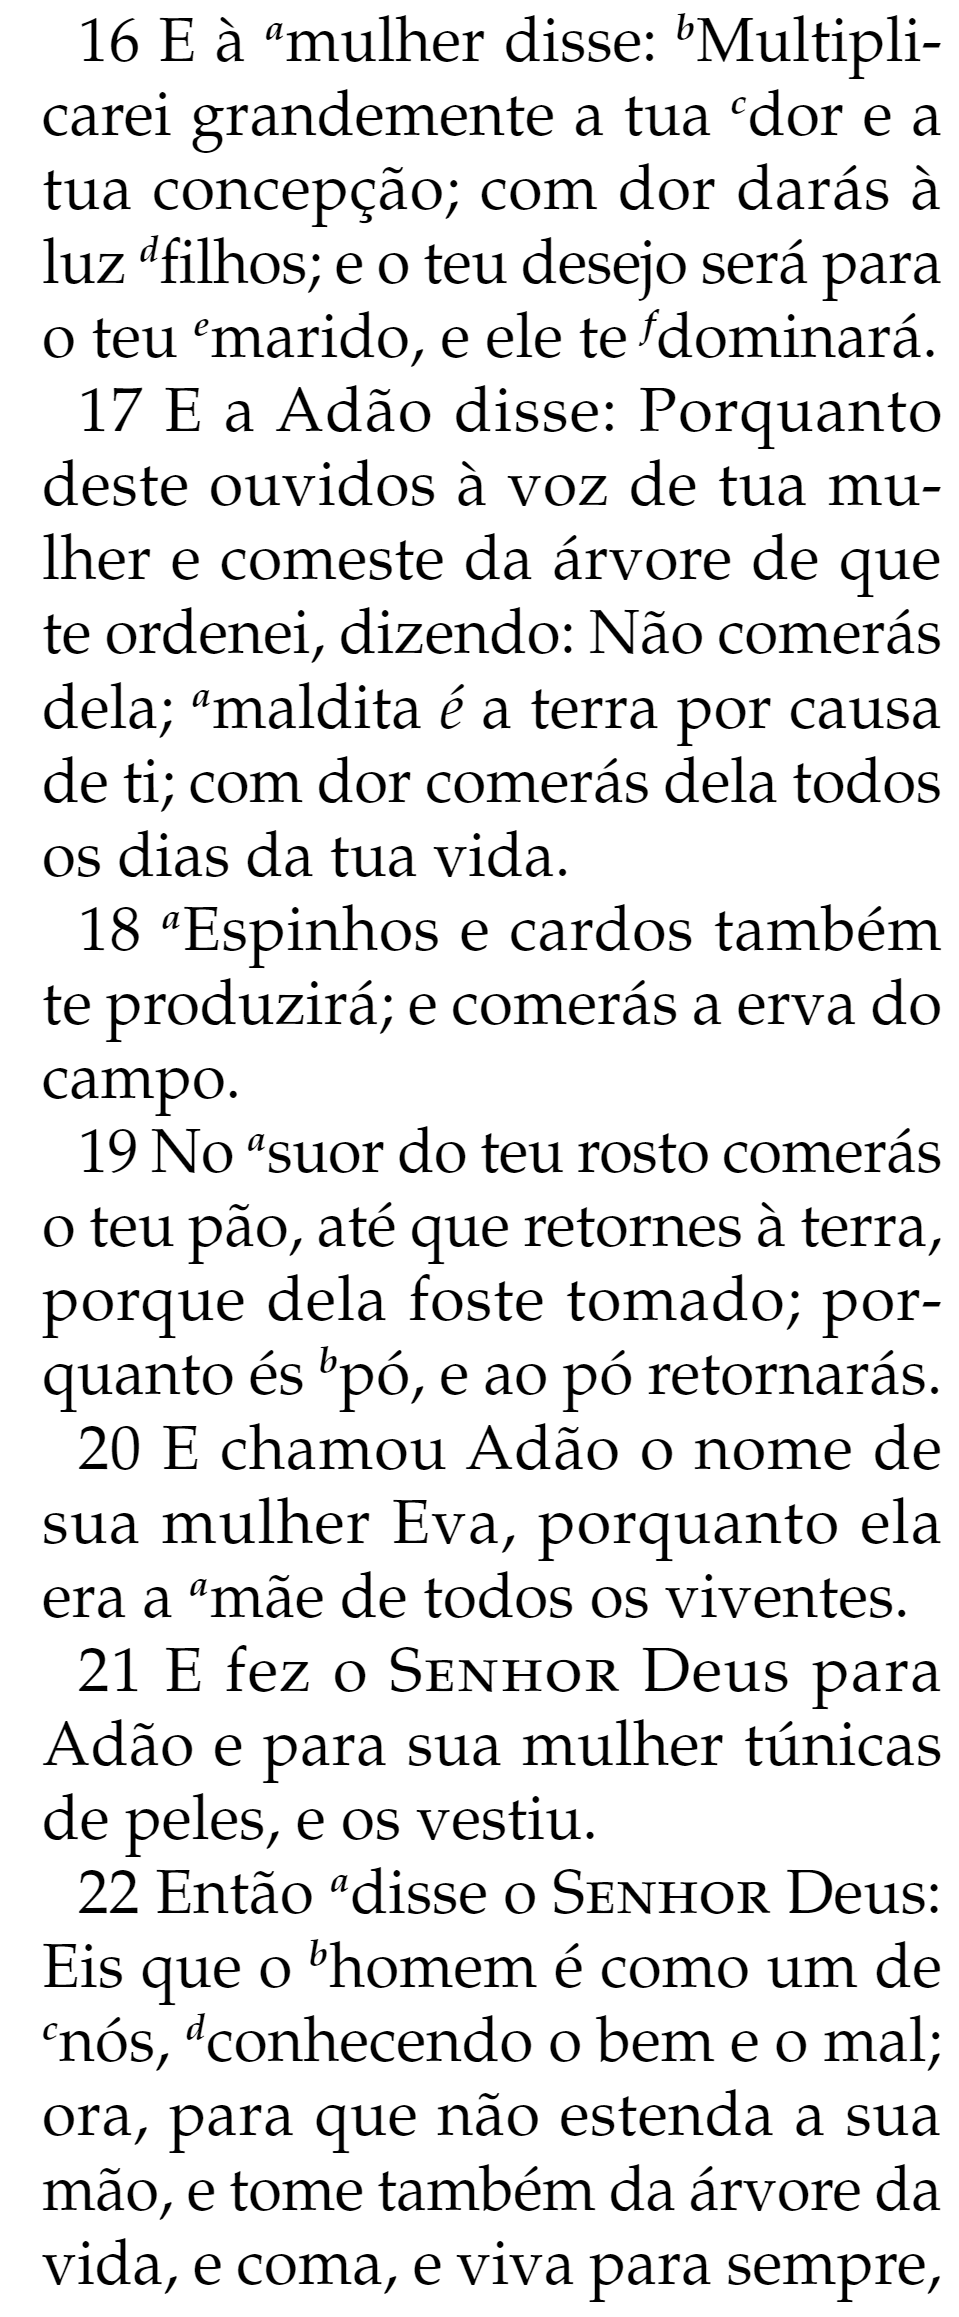 16 E à ᵃmulher disse: ᵇMultipli-
carei grandemente a tua ᶜdor e a
tua concepção; com dor darás à
luz ᵈfilhos; e o teu desejo será para
o teu ᵉmarido, e ele te ᶠdominará.
17 E a Adão disse: Porquanto
deste ouvidos à voz de tua mu-
lher e comeste da árvore de que
te ordenei, dizendo: Não comerás
dela; ᵃmaldita é a terra por causa
de ti; com dor comerás dela todos
os dias da tua vida.
18 ᵃEspinhos e cardos também
te produzirá; e comerás a erva do
campo.
19 No ᵃsuor do teu rosto comerás
o teu pão, até que retornes à terra,
porque dela foste tomado; por-
quanto és ᵇpó, e ao pó retornarás.
20 E chamou Adão o nome de
sua mulher Eva, porquanto ela
era a ᵃmãe de todos os viventes.
21 E fez o SENHOR Deus para
Adão e para sua mulher túnicas
de peles, e os vestiu.
22 Então ᵃdisse o SENHOR Deus:
Eis que o ᵇhomem é como um de
ᶜnós, ᵈconhecendo o bem e o mal;
ora, para que não estenda a sua
mão, e tome também da árvore da
vida, e coma, e viva para sempre,